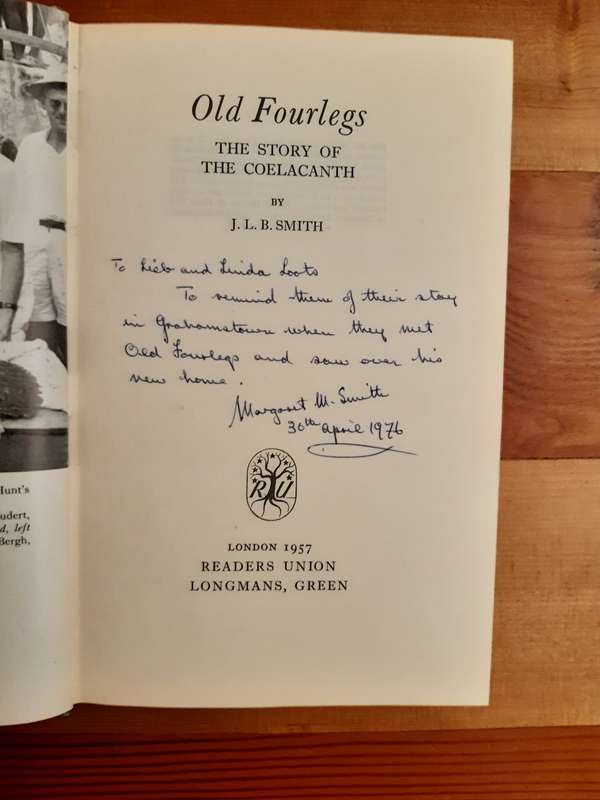 Old Fourlegs
THE STORY OF
THE COELACANTH
BY
J. L. B. SMITH
To Lieb and Linda Loots
To remind them of their stay
in Grahamstown when they met
Old Fourlegs and saw over his
new home.
Margaret M. Smith
30th April 1976
RU
LONDON 1957
READERS UNION
LONGMANS, GREEN
Hunt's
udert,
d, left
Bergh,